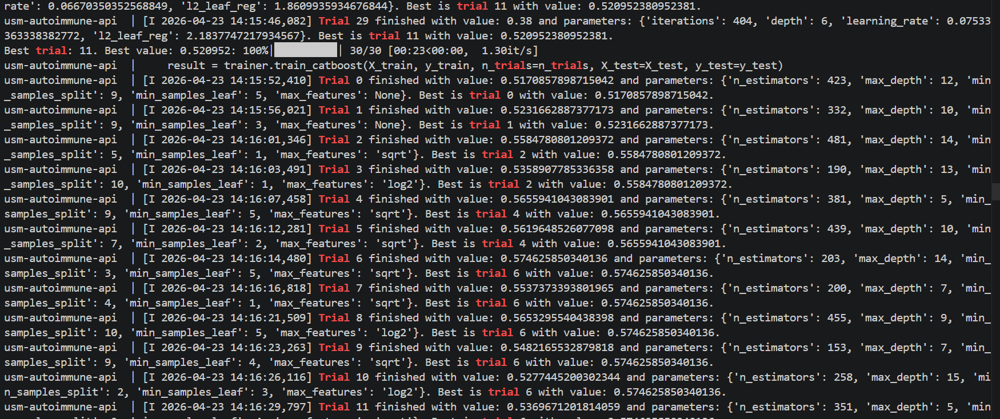 rate': 0.06670350352568849, 'l2_leaf_reg': 1.8609935934676844}. Best is trial 11 with value: 0.520952380952381.
usm-autoimmune-api  | [I 2026-04-23 14:15:46,082] Trial 29 finished with value: 0.38 and parameters: {'iterations': 404, 'depth': 6, 'learning_rate': 0.07533
363338382772, 'l2_leaf_reg': 2.1837747217934567}. Best is trial 11 with value: 0.520952380952381.
Best trial: 11. Best value: 0.520952: 100%|██████████| 30/30 [00:23<00:00,  1.30it/s]
usm-autoimmune-api  |     result = trainer.train_catboost(X_train, y_train, n_trials=n_trials, X_test=X_test, y_test=y_test)
usm-autoimmune-api  | [I 2026-04-23 14:15:52,410] Trial 0 finished with value: 0.5170857898715042 and parameters: {'n_estimators': 423, 'max_depth': 12, 'min
_samples_split': 9, 'min_samples_leaf': 5, 'max_features': None}. Best is trial 0 with value: 0.5170857898715042.
usm-autoimmune-api  | [I 2026-04-23 14:15:56,021] Trial 1 finished with value: 0.5231662887377173 and parameters: {'n_estimators': 332, 'max_depth': 10, 'min
_samples_split': 9, 'min_samples_leaf': 3, 'max_features': None}. Best is trial 1 with value: 0.5231662887377173.
usm-autoimmune-api  | [I 2026-04-23 14:16:01,346] Trial 2 finished with value: 0.5584780801209372 and parameters: {'n_estimators': 481, 'max_depth': 14, 'min
_samples_split': 5, 'min_samples_leaf': 1, 'max_features': 'sqrt'}. Best is trial 2 with value: 0.5584780801209372.
usm-autoimmune-api  | [I 2026-04-23 14:16:03,491] Trial 3 finished with value: 0.5358907785336358 and parameters: {'n_estimators': 190, 'max_depth': 13, 'min
_samples_split': 10, 'min_samples_leaf': 1, 'max_features': 'log2'}. Best is trial 2 with value: 0.5584780801209372.
usm-autoimmune-api  | [I 2026-04-23 14:16:07,458] Trial 4 finished with value: 0.5655941043083901 and parameters: {'n_estimators': 381, 'max_depth': 5, 'min_
samples_split': 9, 'min_samples_leaf': 5, 'max_features': 'sqrt'}. Best is trial 4 with value: 0.5655941043083901.
usm-autoimmune-api  | [I 2026-04-23 14:16:12,281] Trial 5 finished with value: 0.5619648526077098 and parameters: {'n_estimators': 439, 'max_depth': 10, 'min
_samples_split': 7, 'min_samples_leaf': 2, 'max_features': 'sqrt'}. Best is trial 4 with value: 0.5655941043083901.
usm-autoimmune-api  | [I 2026-04-23 14:16:14,480] Trial 6 finished with value: 0.574625850340136 and parameters: {'n_estimators': 203, 'max_depth': 14, 'min_
samples_split': 3, 'min_samples_leaf': 5, 'max_features': 'sqrt'}. Best is trial 6 with value: 0.574625850340136.
usm-autoimmune-api  | [I 2026-04-23 14:16:16,818] Trial 7 finished with value: 0.5537373393801965 and parameters: {'n_estimators': 200, 'max_depth': 7, 'min_
samples_split': 4, 'min_samples_leaf': 1, 'max_features': 'sqrt'}. Best is trial 6 with value: 0.574625850340136.
usm-autoimmune-api  | [I 2026-04-23 14:16:21,509] Trial 8 finished with value: 0.5653295540438398 and parameters: {'n_estimators': 455, 'max_depth': 9, 'min_
samples_split': 10, 'min_samples_leaf': 5, 'max_features': 'log2'}. Best is trial 6 with value: 0.574625850340136.
usm-autoimmune-api  | [I 2026-04-23 14:16:23,263] Trial 9 finished with value: 0.5482165532879818 and parameters: {'n_estimators': 153, 'max_depth': 7, 'min_
samples_split': 9, 'min_samples_leaf': 4, 'max_features': 'sqrt'}. Best is trial 6 with value: 0.574625850340136.
usm-autoimmune-api  | [I 2026-04-23 14:16:26,116] Trial 10 finished with value: 0.5277445200302344 and parameters: {'n_estimators': 258, 'max_depth': 15, 'mi
n_samples_split': 2, 'min_samples_leaf': 3, 'max_features': 'log2'}. Best is trial 6 with value: 0.574625850340136.
usm-autoimmune-api  | [I 2026-04-23 14:16:29,797] Trial 11 finished with value: 0.5369671201814059 and parameters: {'n_estimators': 351, 'max_depth': 5, 'min